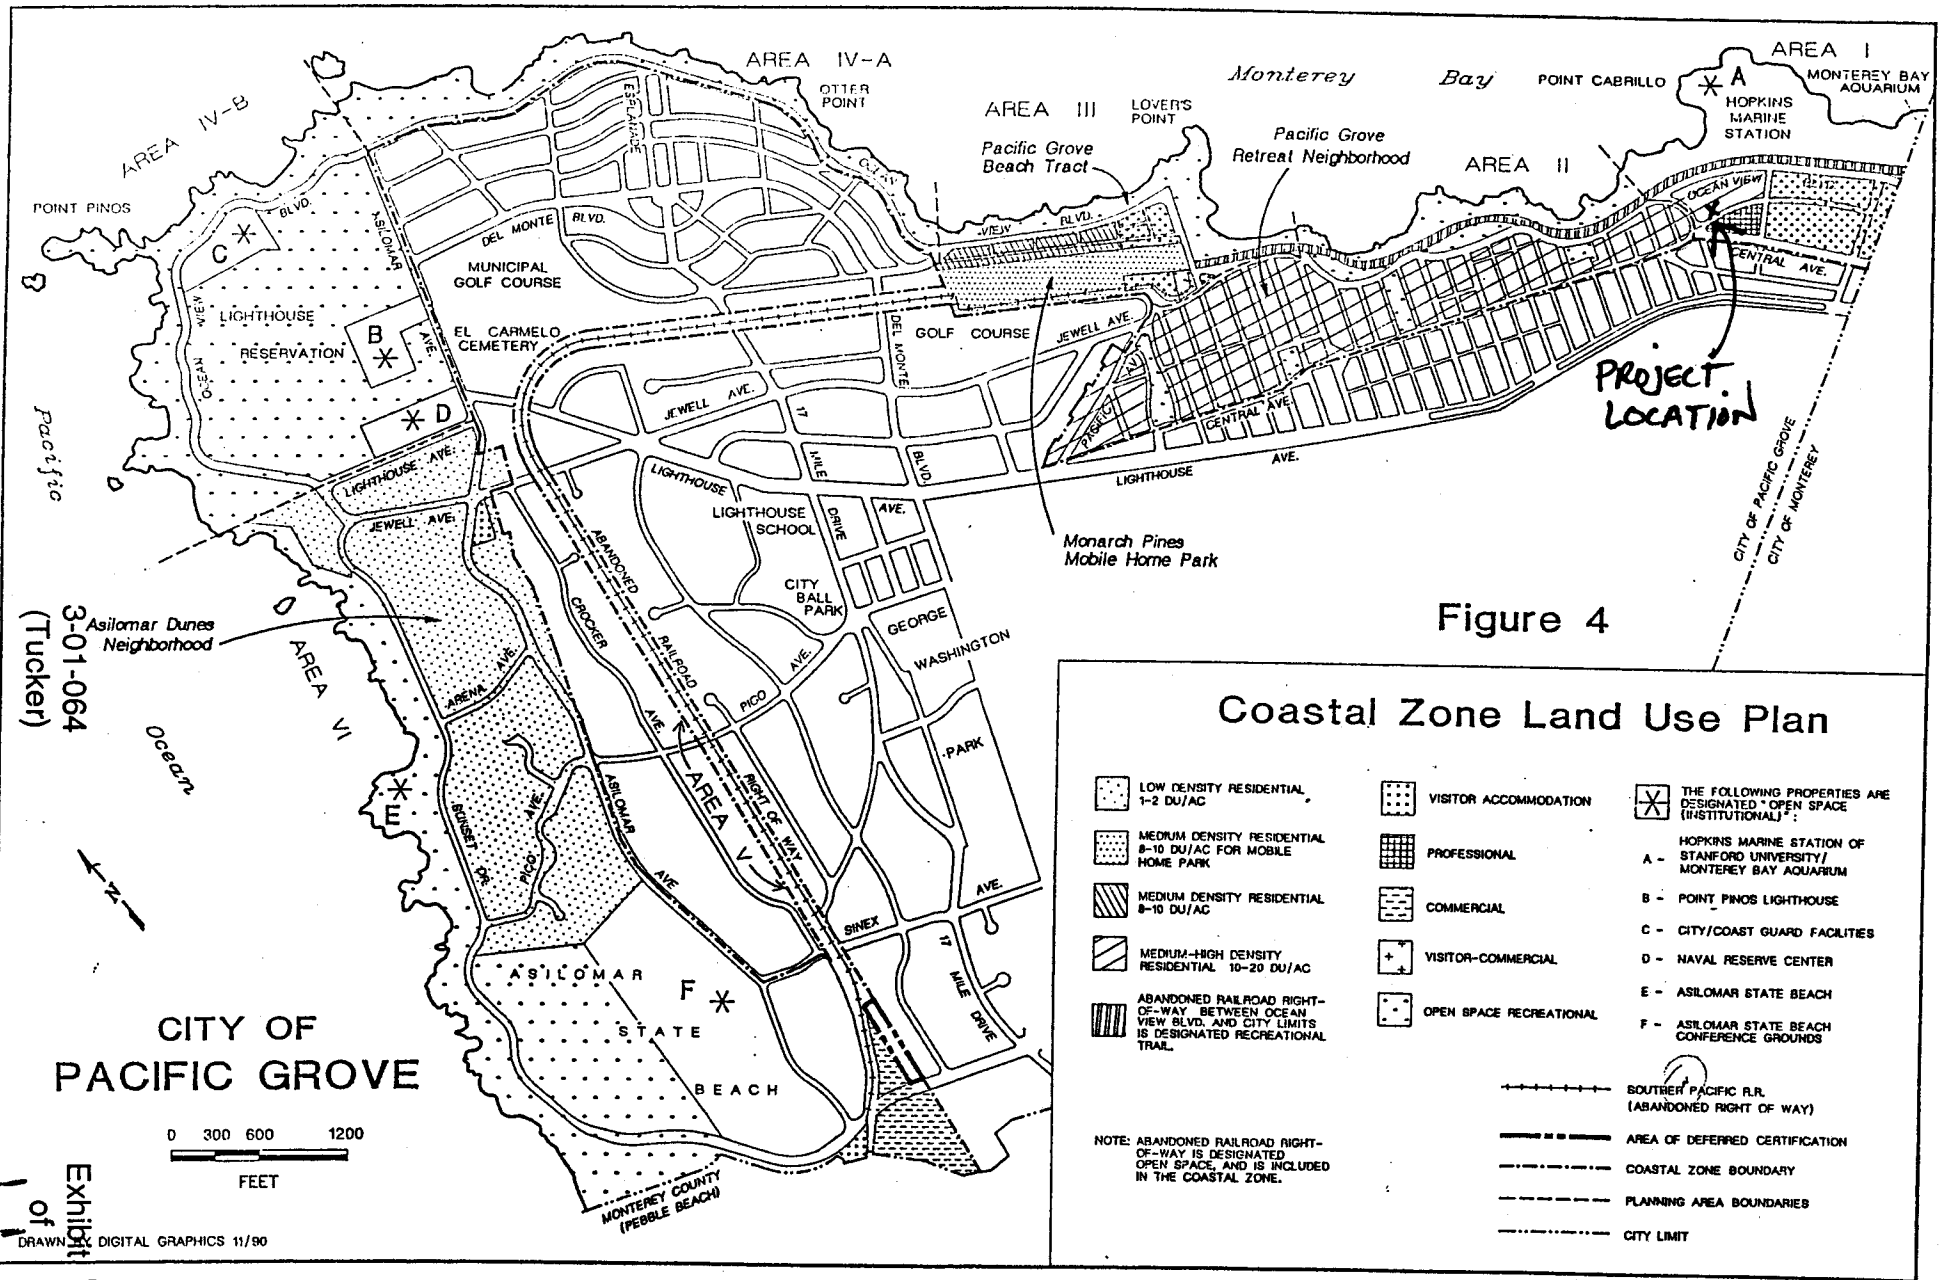 AREA IV-A
OTTER
POINT
AREA IV-B
POINT PINOS
AREA III
LOVER'S
POINT
Monterey Bay
POINT CABRILLO
AREA I
A
MONTEREY BAY
AQUARIUM
HOPKINS
MARINE
STATION
Pacific Grove
Beach Tract
Pacific Grove
Retreat Neighborhood
AREA II
ESPLANADE
OCEAN
VIEW
BLVD.
OCEAN VIEW
BLVD.
CENTRAL AVE.
C
BLVD.
ASILOMAR
AVE.
VIEW
OCEAN
DEL MONTE BLVD.
MUNICIPAL
GOLF COURSE
LIGHTHOUSE
RESERVATION
B
EL CARMELO
CEMETERY
D
DEL MONTE
BLVD.
GOLF COURSE
JEWELL AVE.
JEWELL AVE.
17
MILE
DRIVE
PACIFIC
AVE.
CENTRAL AVE.
LIGHTHOUSE AVE.
PROJECT
LOCATION
CITY OF PACIFIC GROVE
CITY OF MONTEREY
Pacific
Ocean
LIGHTHOUSE AVE.
JEWELL AVE.
LIGHTHOUSE
AVE.
LIGHTHOUSE
SCHOOL
CITY
BALL
PARK
Monarch Pines
Mobile Home Park
GEORGE
WASHINGTON
PARK
ABANDONED
RAILROAD
RIGHT OF WAY
CROCKER
AVE.
PICO
AVE.
Asilomar Dunes
Neighborhood
3-01-064
(Tucker)
AREA VI
ARENA AVE.
E
SUNSET
DR.
PICO
AVE.
ASILOMAR
AVE
AREA V
SINEX
AVE.
17
MILE
DRIVE
N
ASILOMAR
F
STATE
BEACH
MONTEREY COUNTY
(PEBBLE BEACH)
CITY OF
PACIFIC GROVE
0 300 600 1200
FEET
Exhibit
of
DIGITAL GRAPHICS 11/90
Figure 4
Coastal Zone Land Use Plan
LOW DENSITY RESIDENTIAL
1-2 DU/AC
MEDIUM DENSITY RESIDENTIAL
8-10 DU/AC FOR MOBILE
HOME PARK
MEDIUM DENSITY RESIDENTIAL
8-10 DU/AC
MEDIUM-HIGH DENSITY
RESIDENTIAL 10-20 DU/AC
ABANDONED RAILROAD RIGHT-
OF-WAY BETWEEN OCEAN
VIEW BLVD. AND CITY LIMITS
IS DESIGNATED RECREATIONAL
TRAIL.
VISITOR ACCOMMODATION
PROFESSIONAL
COMMERCIAL
VISITOR-COMMERCIAL
OPEN SPACE RECREATIONAL
THE FOLLOWING PROPERTIES ARE
DESIGNATED "OPEN SPACE
(INSTITUTIONAL)":
HOPKINS MARINE STATION OF
A - STANFORD UNIVERSITY/
MONTEREY BAY AQUARIUM
B - POINT PINOS LIGHTHOUSE
C - CITY/COAST GUARD FACILITIES
D - NAVAL RESERVE CENTER
E - ASILOMAR STATE BEACH
F - ASILOMAR STATE BEACH
CONFERENCE GROUNDS
PACIFIC R.R.
(ABANDONED RIGHT OF WAY)
AREA OF DEFERRED CERTIFICATION
COASTAL ZONE BOUNDARY
PLANNING AREA BOUNDARIES
CITY LIMIT
NOTE: ABANDONED RAILROAD RIGHT-
OF-WAY IS DESIGNATED
OPEN SPACE, AND IS INCLUDED
IN THE COASTAL ZONE.